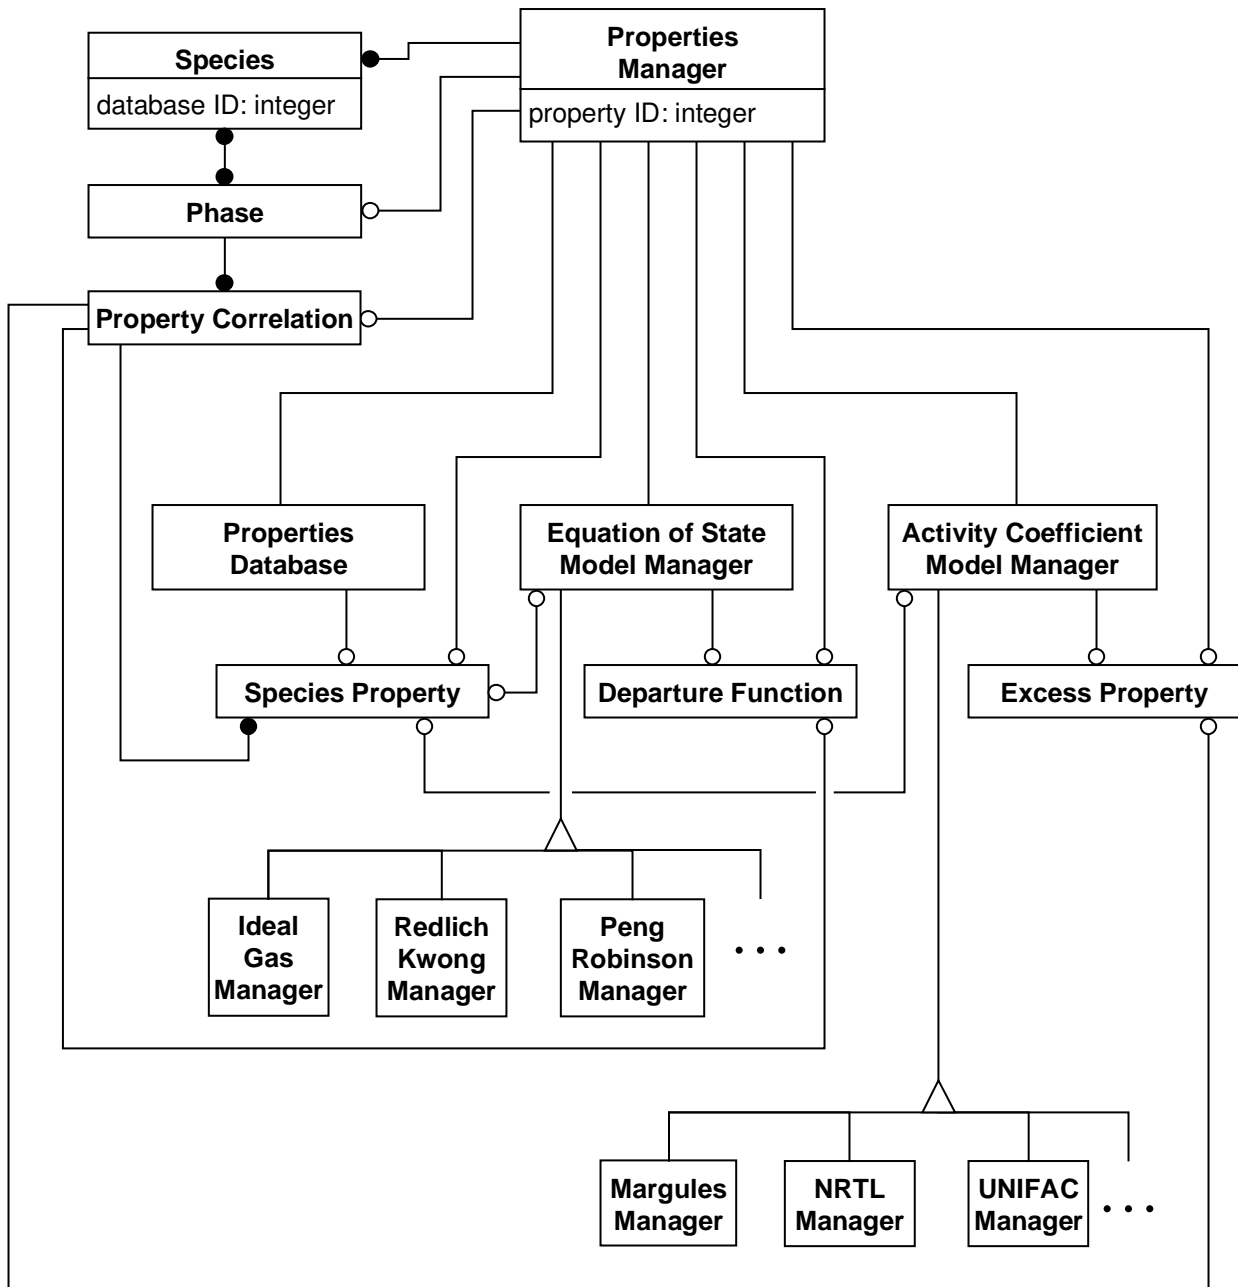 Properties
Manager
property ID: integer
Species
database ID: integer
Phase
Property Correlation
Properties
Database
Equation of State
Model Manager
Activity Coefficient
Model Manager
Species Property
Departure Function
Excess Property
Ideal
Gas
Manager
Redlich
Kwong
Manager
Peng
Robinson
Manager
• • •
Margules
Manager
NRTL
Manager
UNIFAC
Manager
• • •